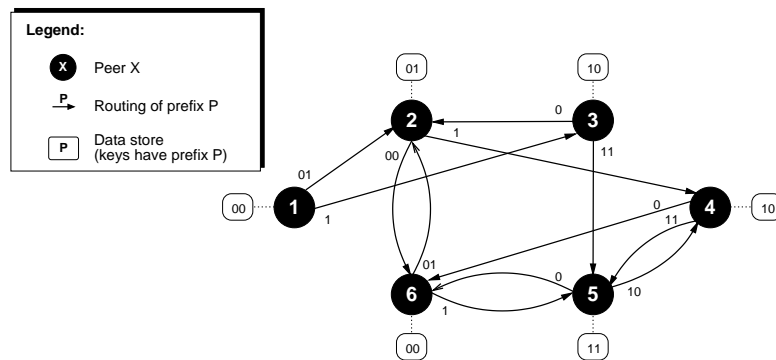 Legend:
X Peer X
P Routing of prefix P
P Data store
(keys have prefix P)
01 10
2 0 3
1
00 11
01
00 1 1 0 4 10
11
01 0
6 1 5 10
00 11